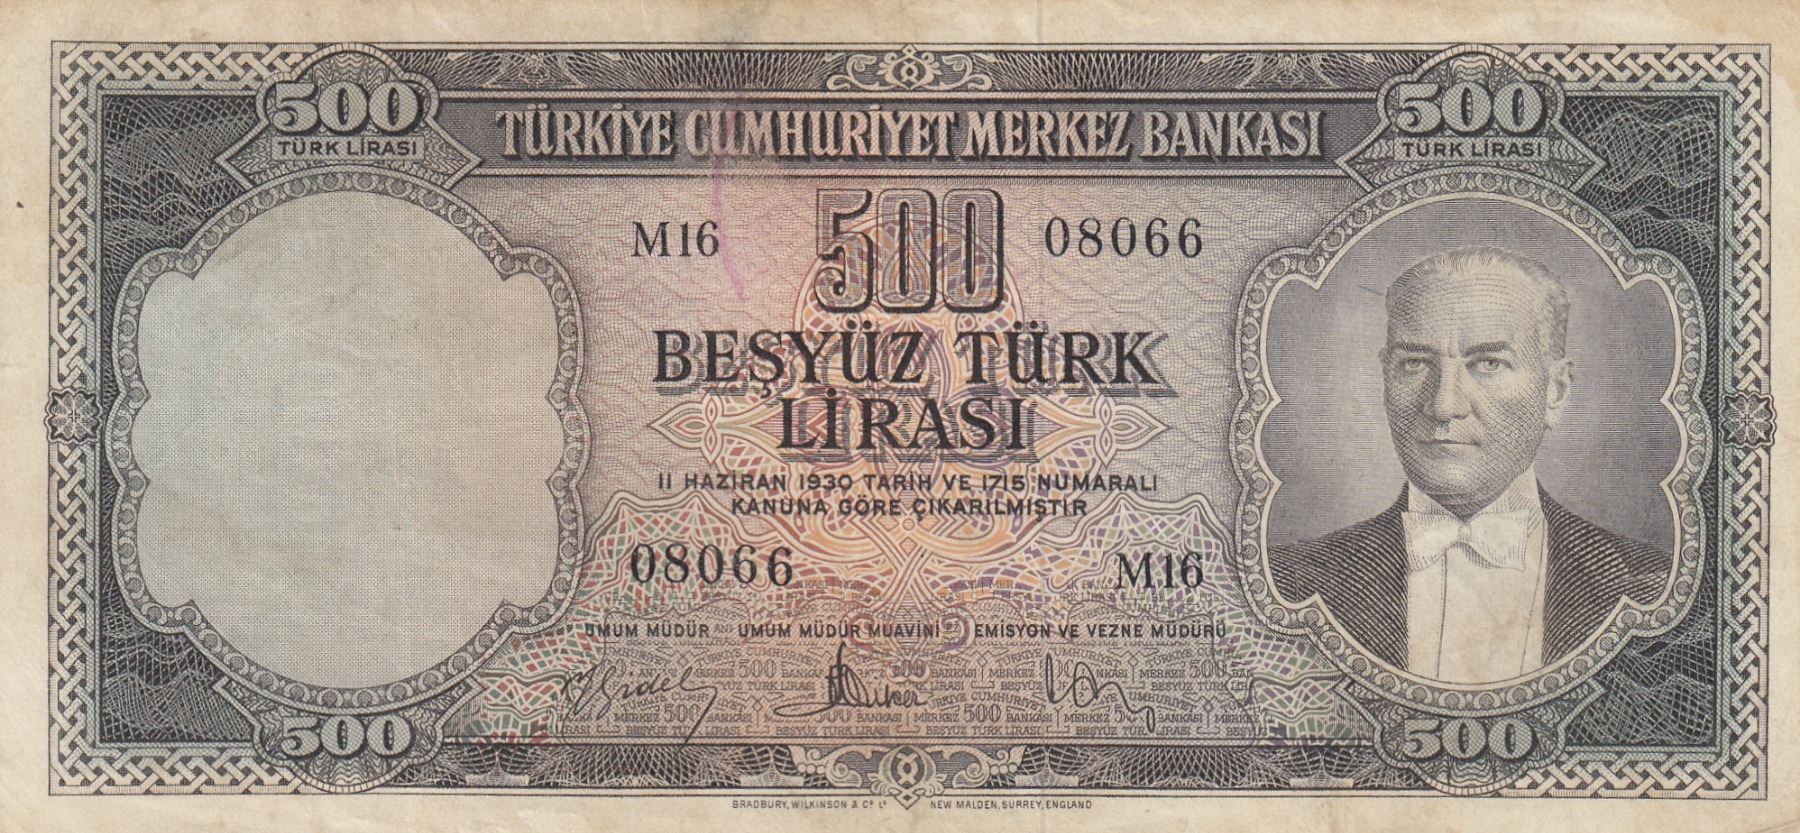 500 500
TÜRK LİRASI TÜRK LİRASI
TÜRKİYE CUMHURİYET MERKEZ BANKASI
M16 500 08066
BEŞYÜZ TÜRK
LİRASI
11 HAZİRAN 1930 TARİH VE 1715 NUMARALI
KANUNA GÖRE ÇIKARILMIŞTIR
08066 M16
UMUM MÜDÜR UMUM MÜDÜR MUAVİNİ EMİSYON VE VEZNE MÜDÜRÜ
500 500
BRADBURY, WILKINSON & Cº Lᵈ NEW MALDEN, SURREY, ENGLAND